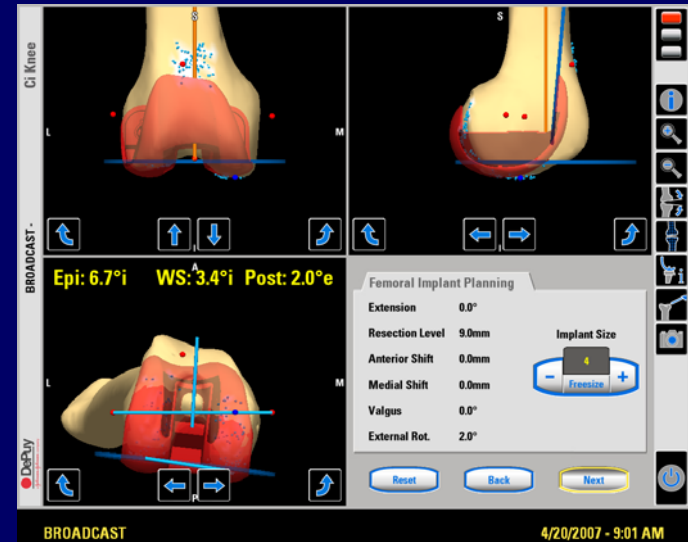 Ci Knee
BROADCAST -
DePuy
S
L
M
I
S
I
Epi: 6.7°i WS: 3.4°i Post: 2.0°e
A
L
M
P
Femoral Implant Planning
Extension 0.0°
Resection Level 9.0mm
Anterior Shift 0.0mm
Medial Shift 0.0mm
Valgus 0.0°
External Rot. 2.0°
Implant Size
4
- Freesize +
Reset Back Next
BROADCAST 4/20/2007 - 9:01 AM